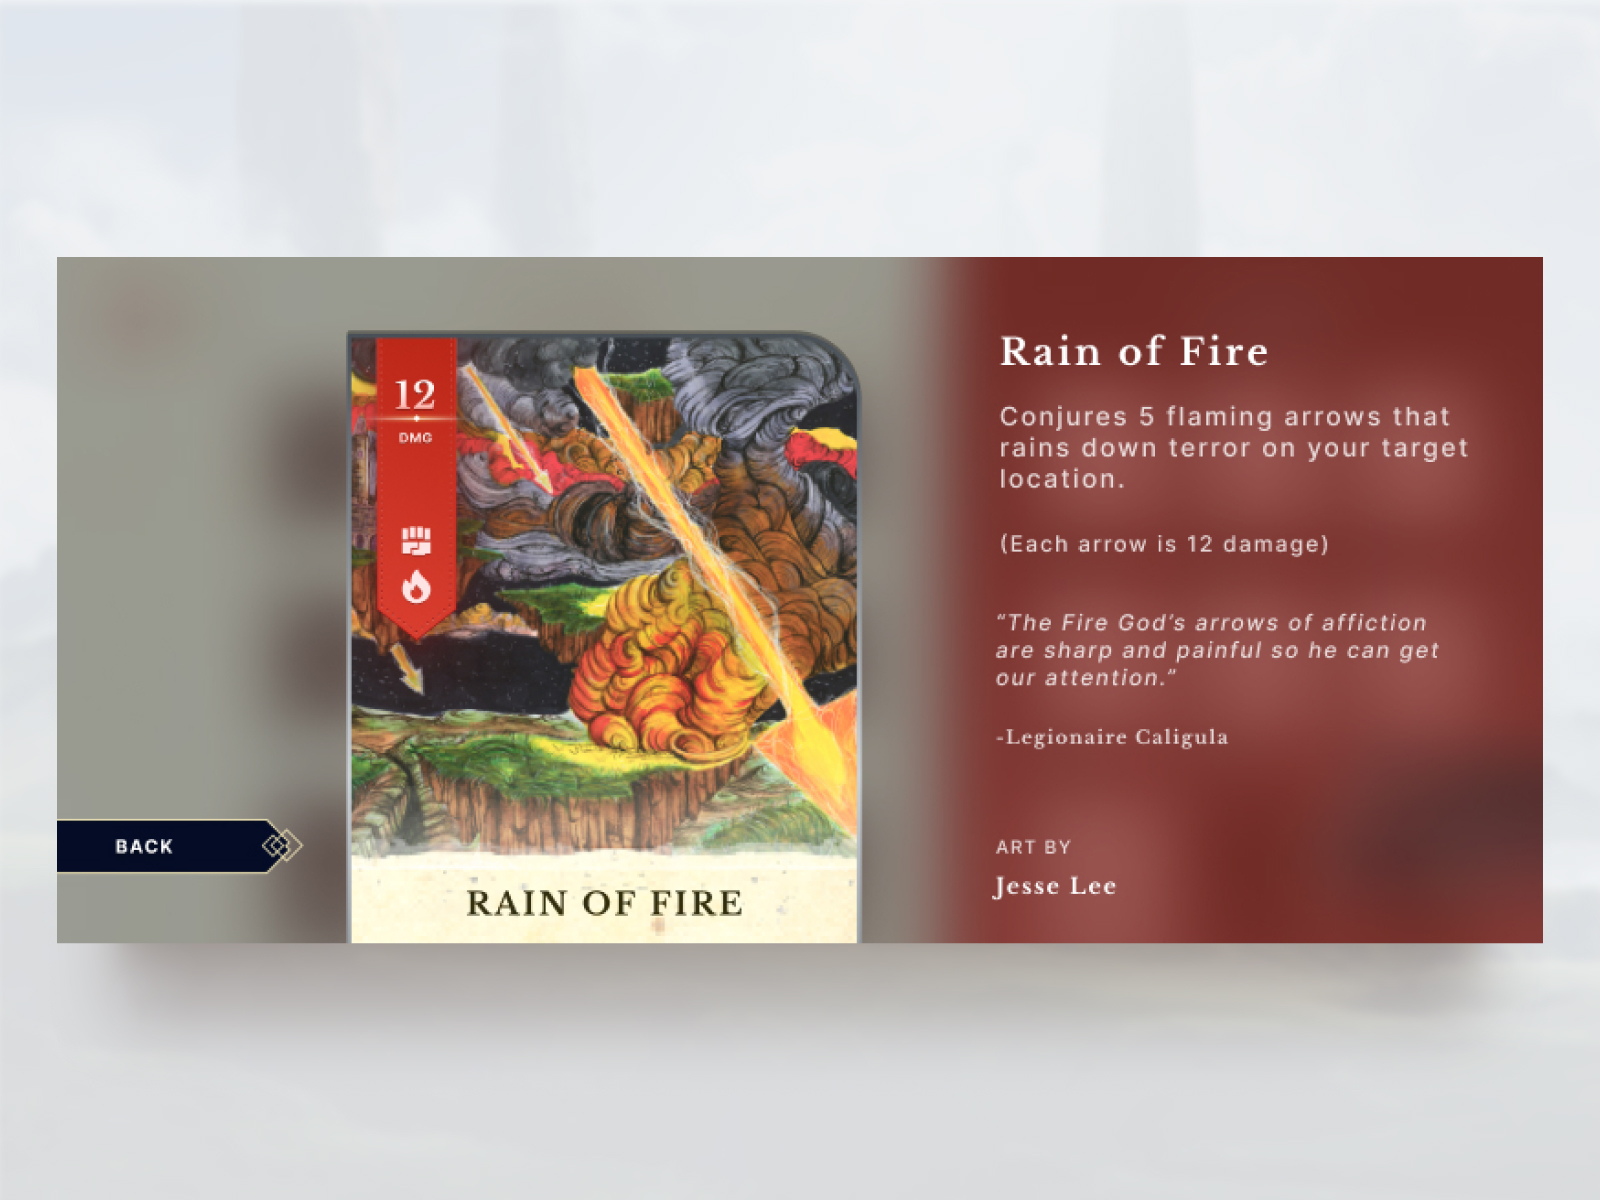 12
DMG
RAIN OF FIRE
BACK
Rain of Fire
Conjures 5 flaming arrows that
rains down terror on your target
location.
(Each arrow is 12 damage)
“The Fire God’s arrows of affiction
are sharp and painful so he can get
our attention.”
-Legionaire Caligula
ART BY
Jesse Lee